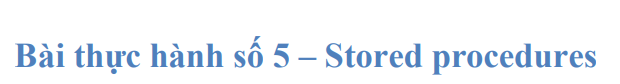 Bài thực hành số 5 – Stored procedures